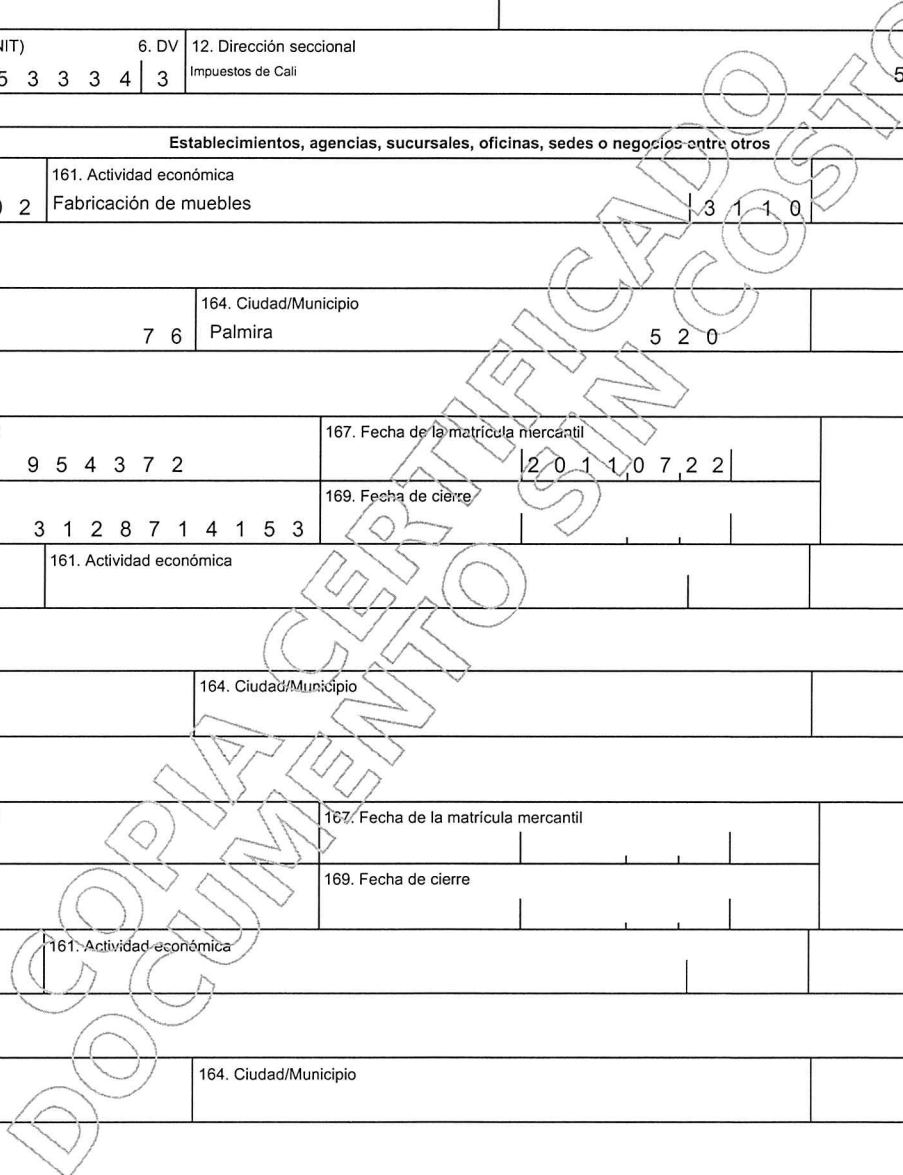 NIT) 6. DV 12. Dirección seccional
5 3 3 3 4 3 Impuestos de Cali 5
Establecimientos, agencias, sucursales, oficinas, sedes o negocios entre otros
161. Actividad económica
0 2 Fabricación de muebles 3 1 1 0
164. Ciudad/Municipio
7 6 Palmira 5 2 0
167. Fecha de la matrícula mercantil
9 5 4 3 7 2 2 0 1 1 0 7 2 2
169. Fecha de cierre
3 1 2 8 7 1 4 1 5 3
161. Actividad económica
164. Ciudad/Municipio
167. Fecha de la matrícula mercantil
169. Fecha de cierre
161. Actividad económica
164. Ciudad/Municipio
COPIA CERTIFICADO
DOCUMENTO SIN COSTO